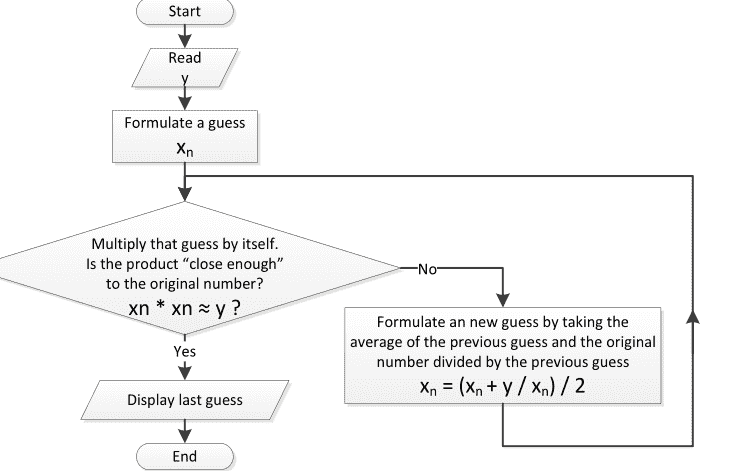 Start
Read
y
Formulate a guess
xₙ
Multiply that guess by itself.
Is the product “close enough”
to the original number?
xn * xn ≈ y ?
No
Formulate an new guess by taking the
average of the previous guess and the original
number divided by the previous guess
xₙ = (xₙ + y / xₙ) / 2
Yes
Display last guess
End